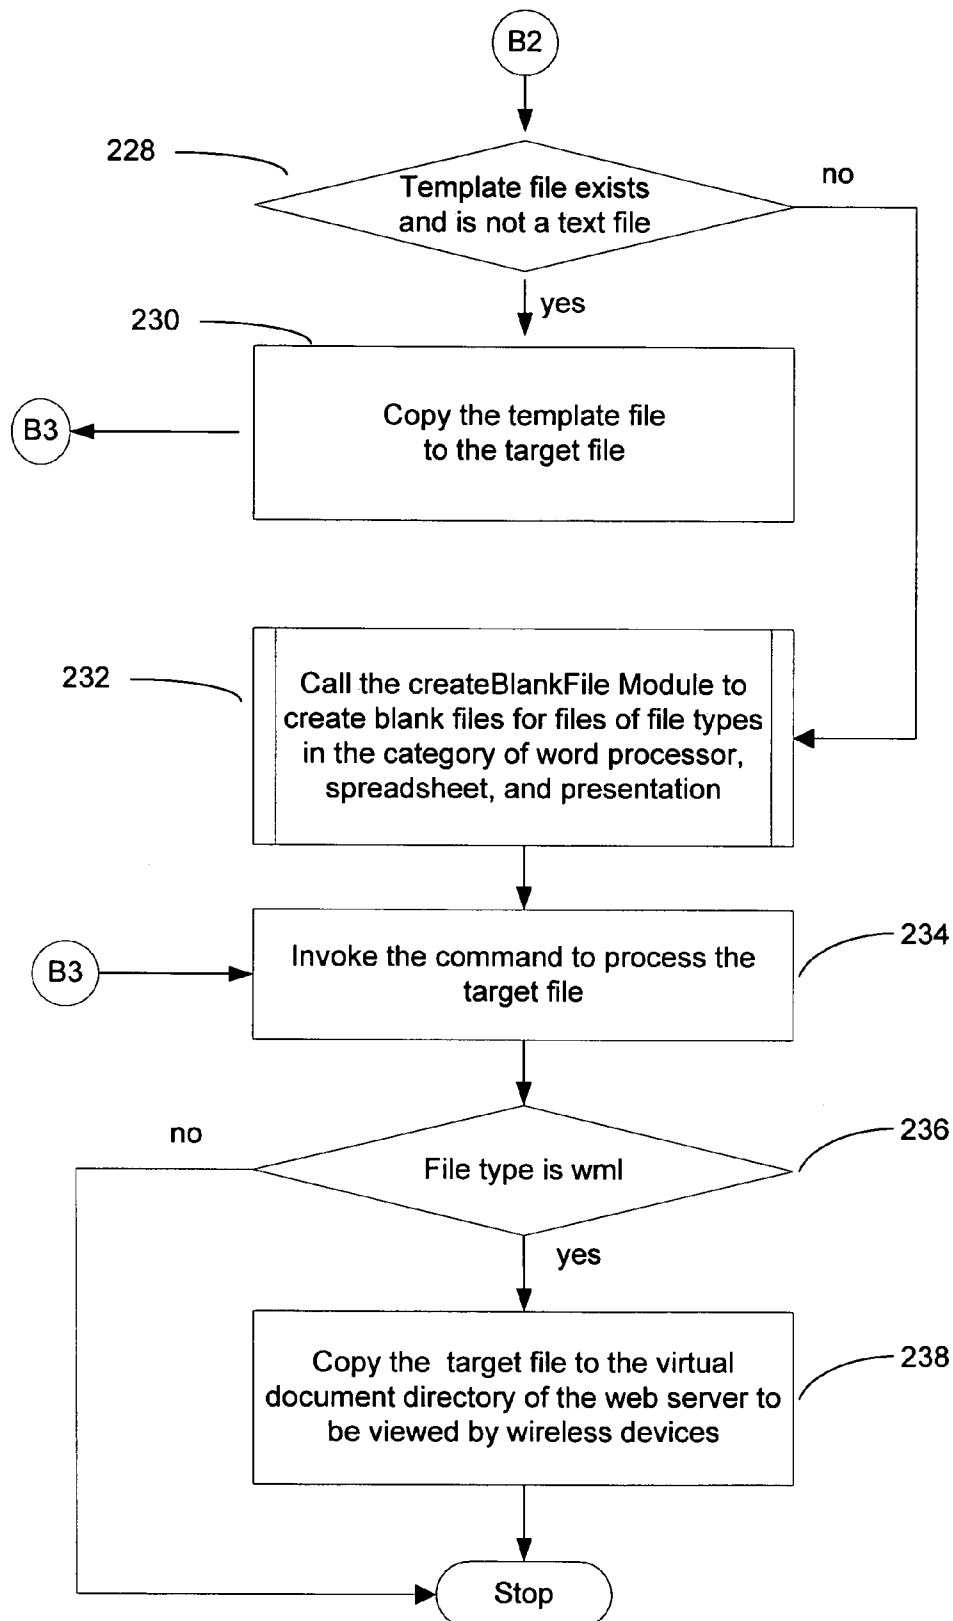 B2
228
Template file exists
and is not a text file
no
yes
230
Copy the template file
to the target file
B3
232
Call the createBlankFile Module to
create blank files for files of file types
in the category of word processor,
spreadsheet, and presentation
B3
Invoke the command to process the
target file
234
no
File type is wml
236
yes
Copy the target file to the virtual
document directory of the web server to
be viewed by wireless devices
238
Stop